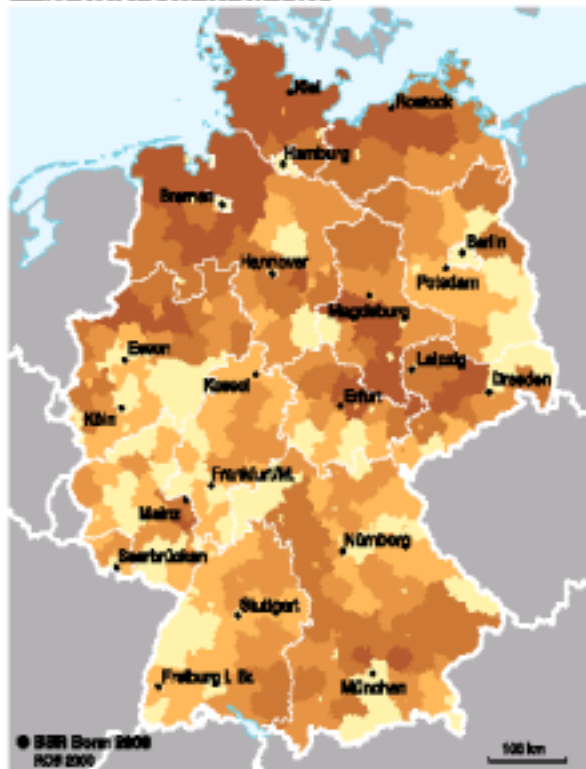 Kiel
Rostock
Hamburg
Bremen
Berlin
Hannover
Potsdam
Magdeburg
Essen
Leipzig
Kassel
Dresden
Köln
Erfurt
Frankfurt/M.
Mainz
Nürnberg
Saarbrücken
Stuttgart
Freiburg i. Br.
München
© BBR Bonn 2000
ROB 2000
100 km